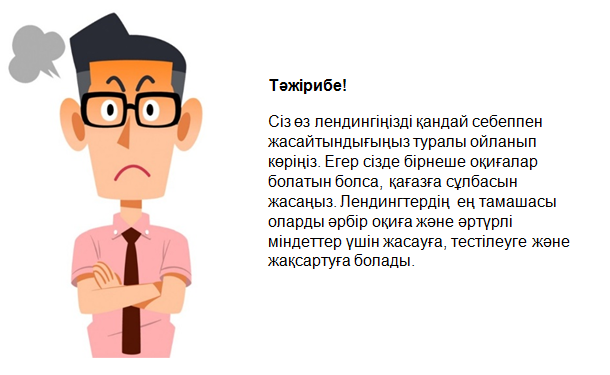 Тәжірибе!
Сіз өз лендингіңізді қандай себеппен
жасайтындығыңыз туралы ойланып
көріңіз. Егер сізде бірнеше оқиғалар
болатын болса, қағазға сұлбасын
жасаңыз. Лендингтердің ең тамашасы
оларды әрбір оқиға және әртүрлі
міндеттер үшін жасауға, тестілеуге және
жақсартуға болады.